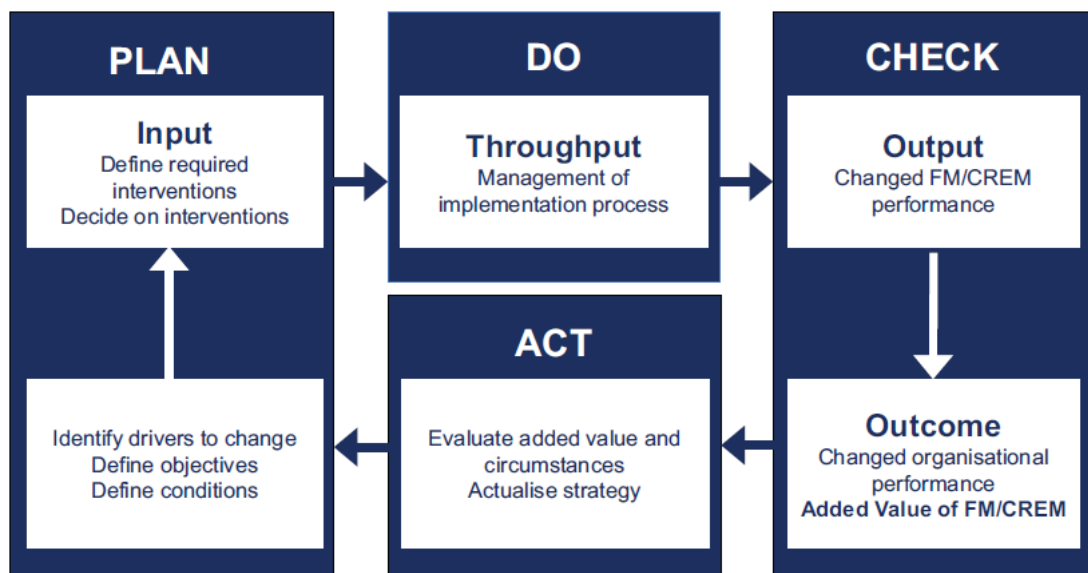 PLAN
Input
Define required
interventions
Decide on interventions
Identify drivers to change
Define objectives
Define conditions
DO
Throughput
Management of
implementation process
CHECK
Output
Changed FM/CREM
performance
Outcome
Changed organisational
performance
Added Value of FM/CREM
ACT
Evaluate added value and
circumstances
Actualise strategy